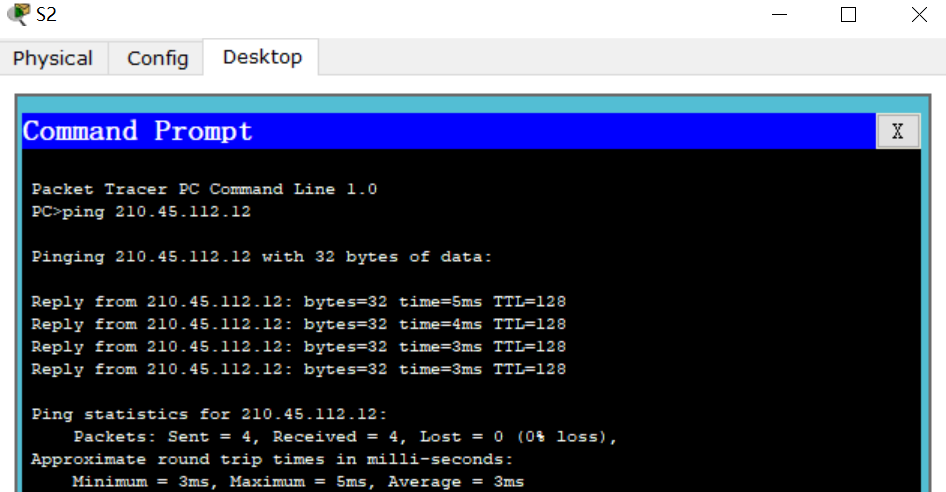 S2
Physical Config Desktop
Command Prompt X
Packet Tracer PC Command Line 1.0
PC>ping 210.45.112.12
Pinging 210.45.112.12 with 32 bytes of data:
Reply from 210.45.112.12: bytes=32 time=5ms TTL=128
Reply from 210.45.112.12: bytes=32 time=4ms TTL=128
Reply from 210.45.112.12: bytes=32 time=3ms TTL=128
Reply from 210.45.112.12: bytes=32 time=3ms TTL=128
Ping statistics for 210.45.112.12:
Packets: Sent = 4, Received = 4, Lost = 0 (0% loss),
Approximate round trip times in milli-seconds:
Minimum = 3ms, Maximum = 5ms, Average = 3ms